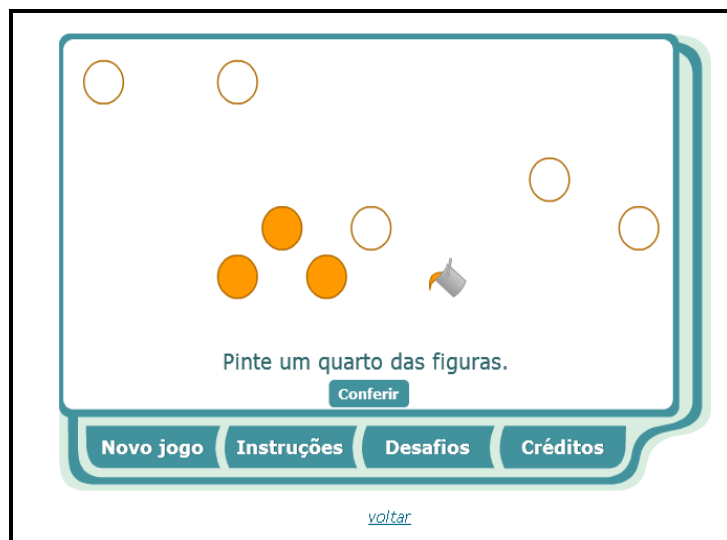 Pinte um quarto das figuras.
Conferir
Novo jogo Instruções Desafios Créditos
voltar